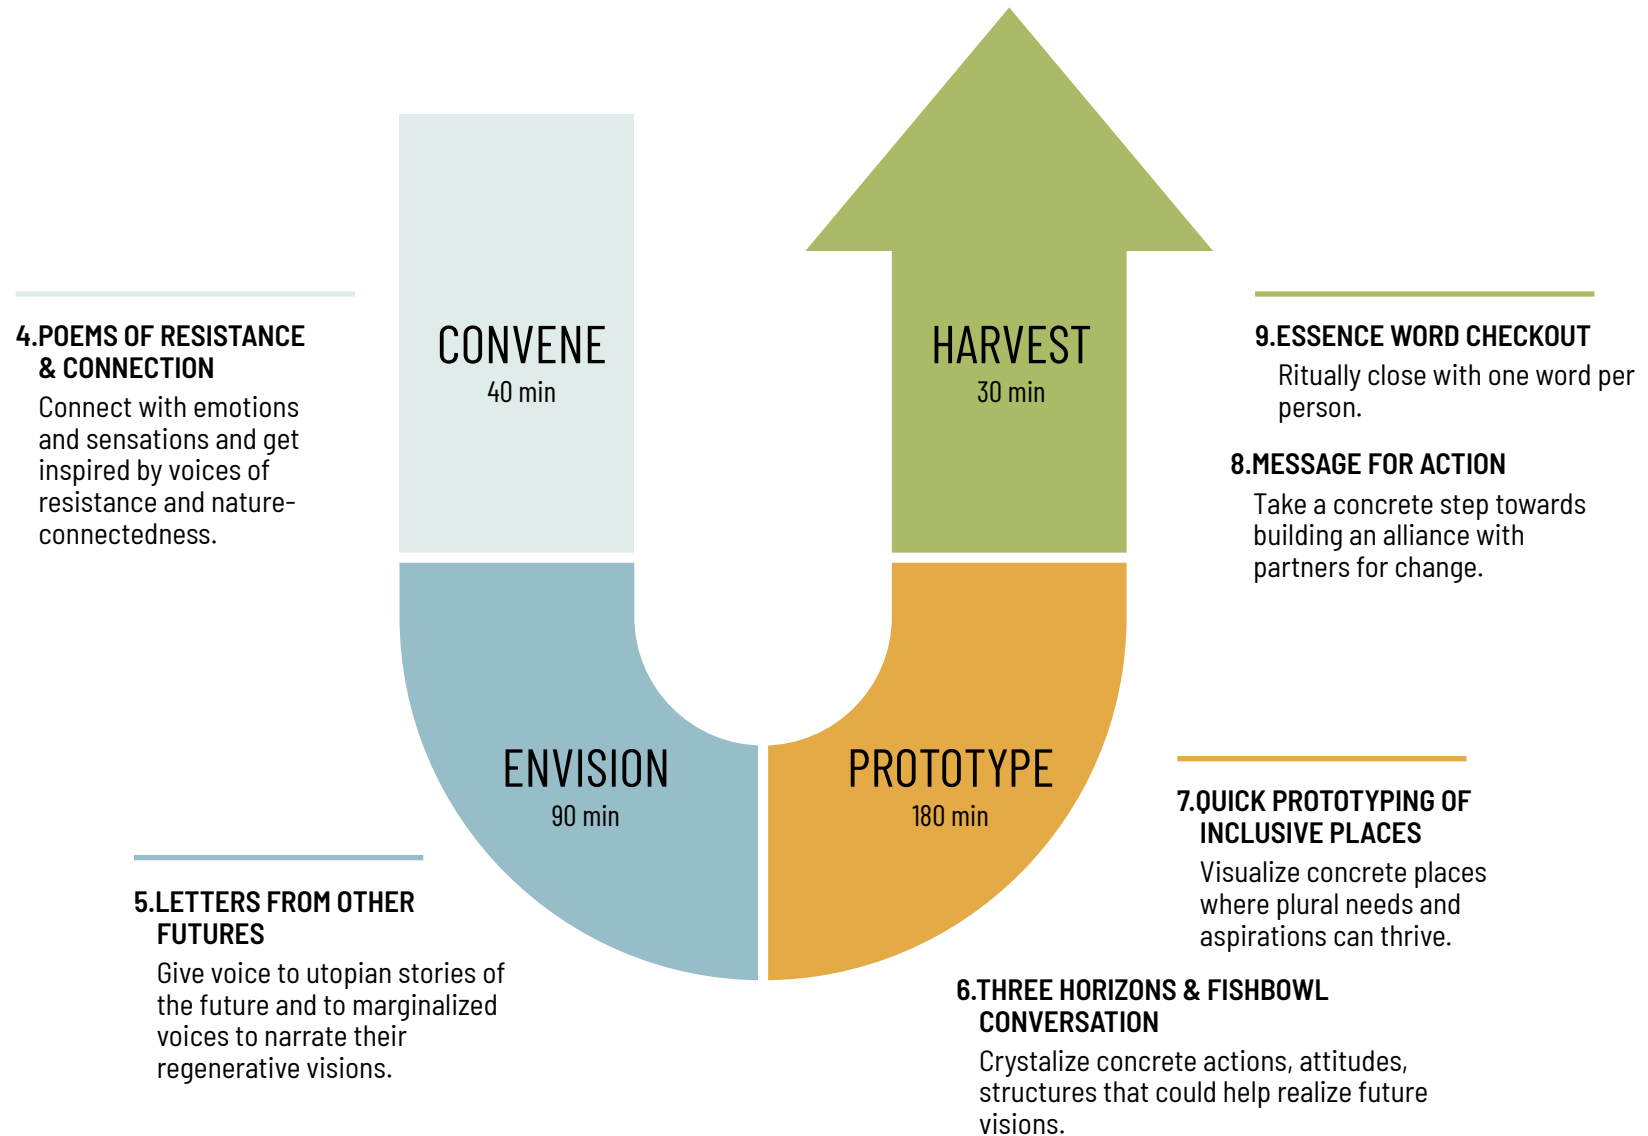 CONVENE
40 min
HARVEST
30 min
4.POEMS OF RESISTANCE
& CONNECTION
Connect with emotions
and sensations and get
inspired by voices of
resistance and nature-
connectedness.
9.ESSENCE WORD CHECKOUT
Ritually close with one word per
person.
8.MESSAGE FOR ACTION
Take a concrete step towards
building an alliance with
partners for change.
ENVISION
90 min
PROTOTYPE
180 min
5.LETTERS FROM OTHER
FUTURES
Give voice to utopian stories of
the future and to marginalized
voices to narrate their
regenerative visions.
7.QUICK PROTOTYPING OF
INCLUSIVE PLACES
Visualize concrete places
where plural needs and
aspirations can thrive.
6.THREE HORIZONS & FISHBOWL
CONVERSATION
Crystalize concrete actions, attitudes,
structures that could help realize future
visions.